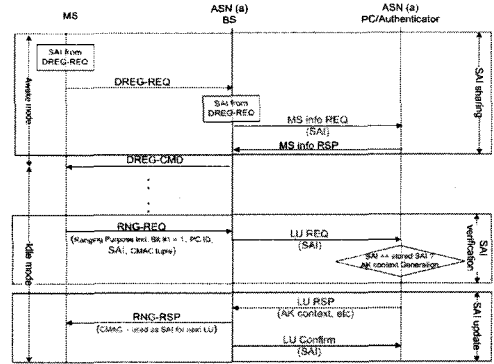 MS
ASN (a)
BS
ASN (a)
PC/Authenticator
SAI from
DREG-REQ
DREG-REQ
SAI from
DREG-REQ
MS info REQ
(SAI)
MS info RSP
DREG-CMD
Awake mode
SAI sharing
RNG-REQ
(Ranging Purpose Ind. Bit #1 = 1, PC ID,
SAI, CMAC tuple)
LU REQ
(SAI)
SAI == stored SAI ?
AK context Generation
Idle mode
SAI
verification
LU RSP
(AK context, etc)
RNG-RSP
(CMAC - used as SAI for next LU)
LU Confirm
(SAI)
SAI update